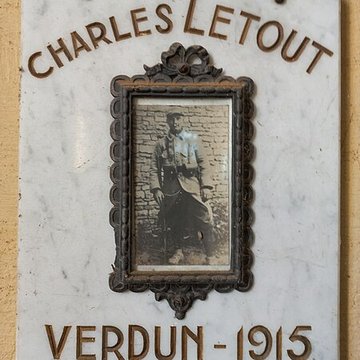 CHARLES LETOUT
VERDUN - 1915